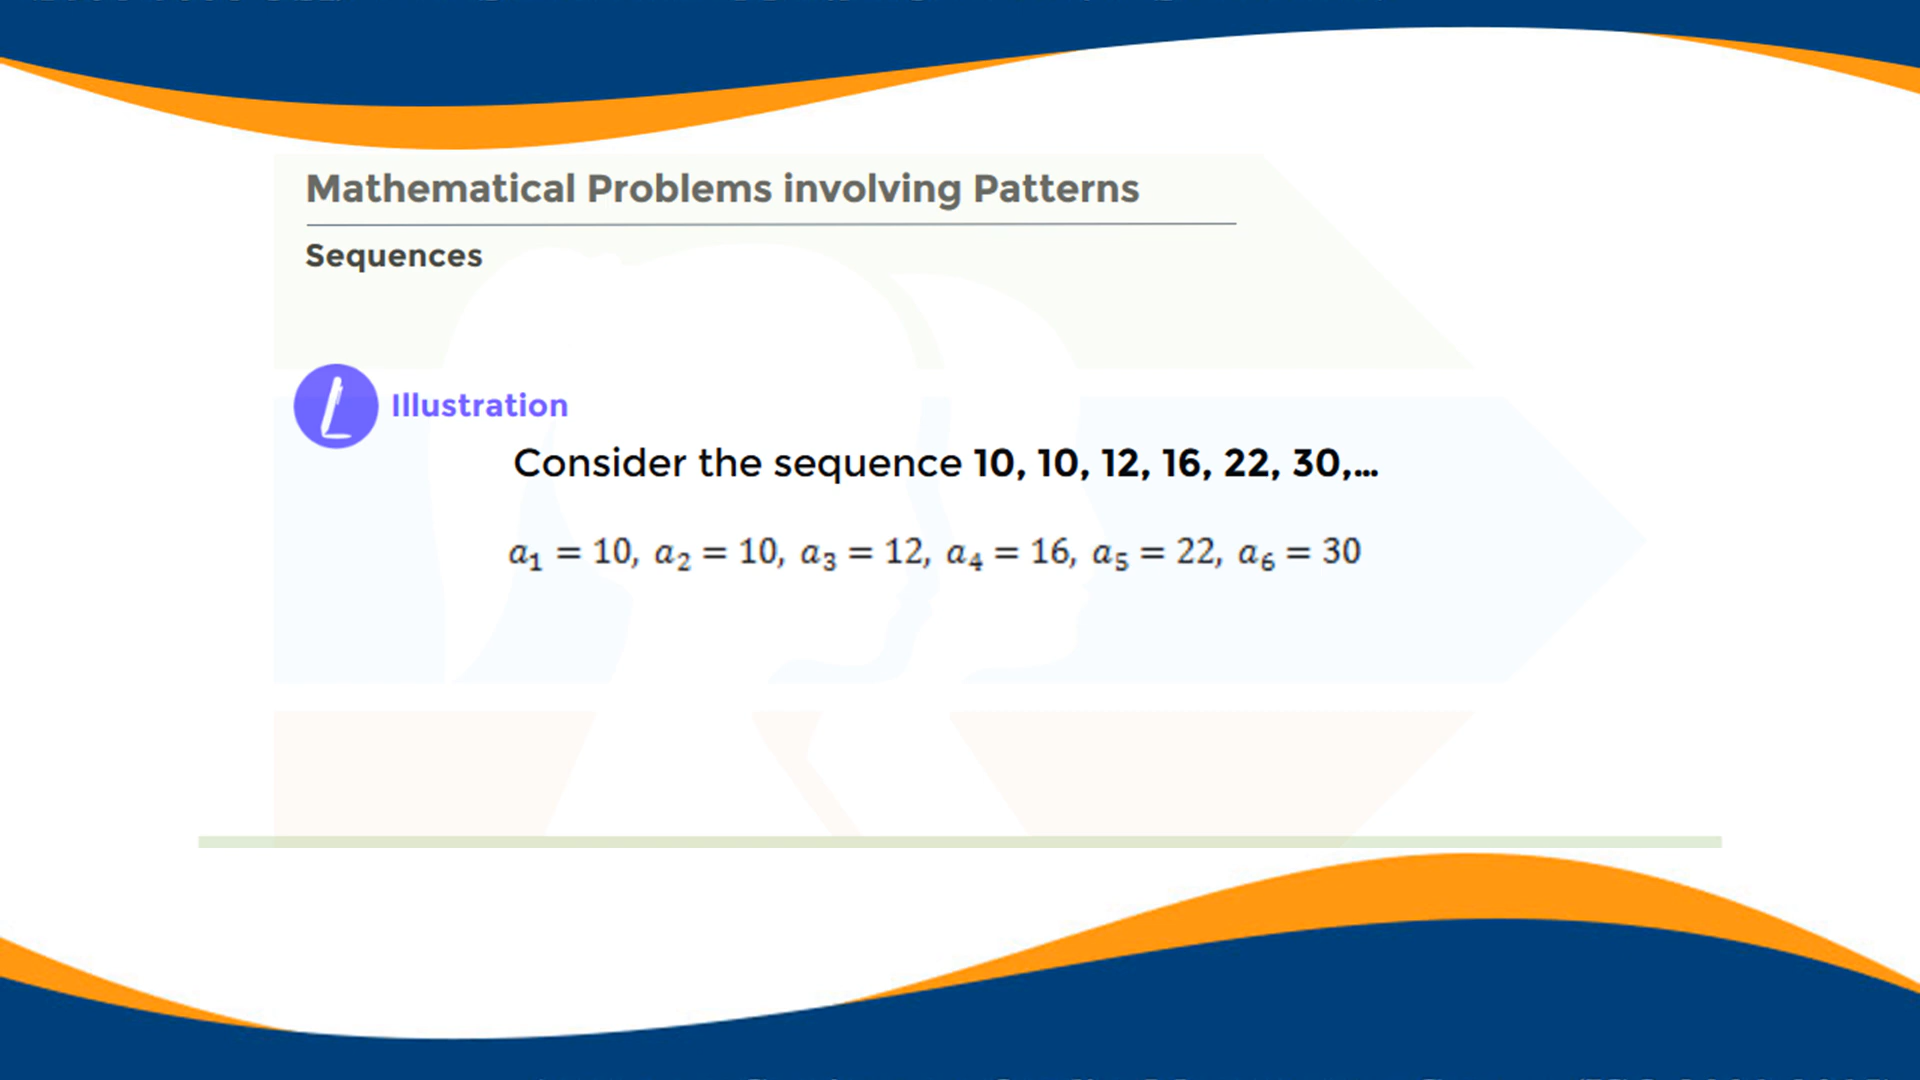 Mathematical Problems involving Patterns
Sequences
Illustration
Consider the sequence 10, 10, 12, 16, 22, 30,...
a₁ = 10, a₂ = 10, a₃ = 12, a₄ = 16, a₅ = 22, a₆ = 30